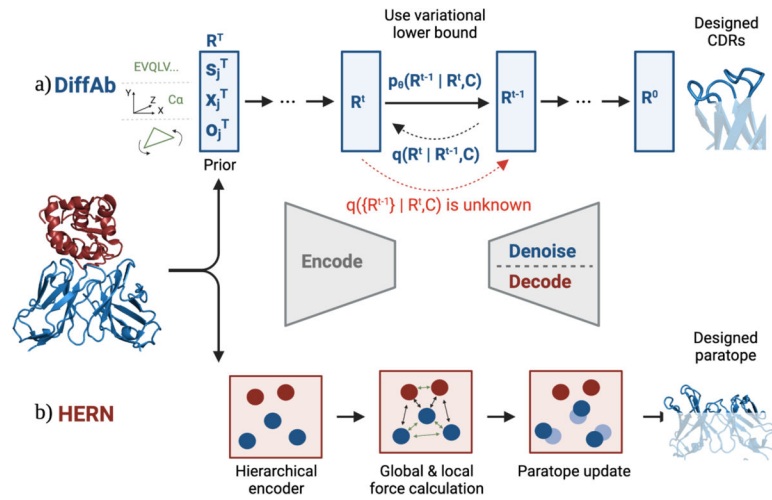 Use variational
lower bound
Designed
CDRs
a) DiffAb
EVQLV...
Y
Z
X
Cα
R^T
s_j^T
x_j^T
o_j^T
Prior
...
R^t
p_θ(R^{t-1} | R^t,C)
q(R^t | R^{t-1},C)
R^{t-1}
...
R^0
q({R^{t-1}} | R^t,C) is unknown
Encode
Denoise
Decode
Designed
paratope
b) HERN
Hierarchical
encoder
Global & local
force calculation
Paratope update